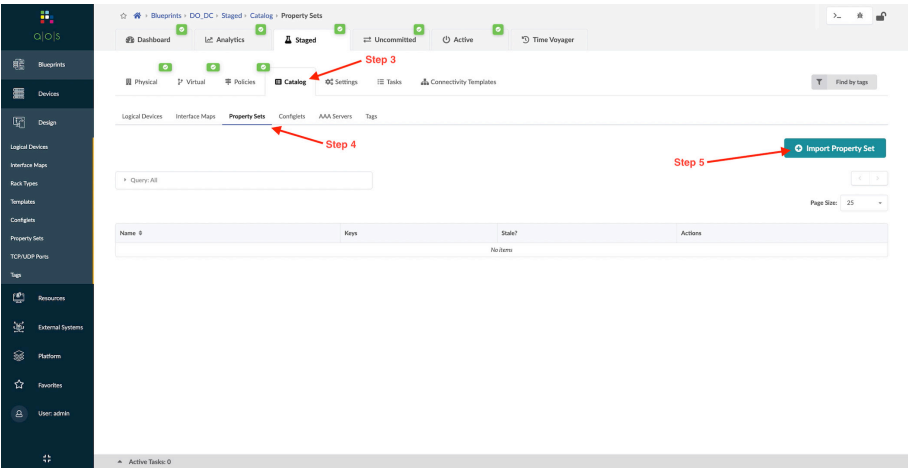 aos
Blueprints
Devices
Design
Logical Devices
Interface Maps
Rack Types
Templates
Configlets
Property Sets
TCP/UDP Ports
Tags
Resources
External Systems
Platform
Favorites
User: admin
Blueprints › DO_DC › Staged › Catalog › Property Sets
Dashboard Analytics Staged Uncommitted Active Time Voyager
Step 3
Physical Virtual Policies Catalog Settings Tasks Connectivity Templates Find by tags
Logical Devices Interface Maps Property Sets Configlets AAA Servers Tags
Step 4
Import Property Set
Step 5
Query: All
Page Size: 25
Name Keys Stale? Actions
No items
Active Tasks: 0